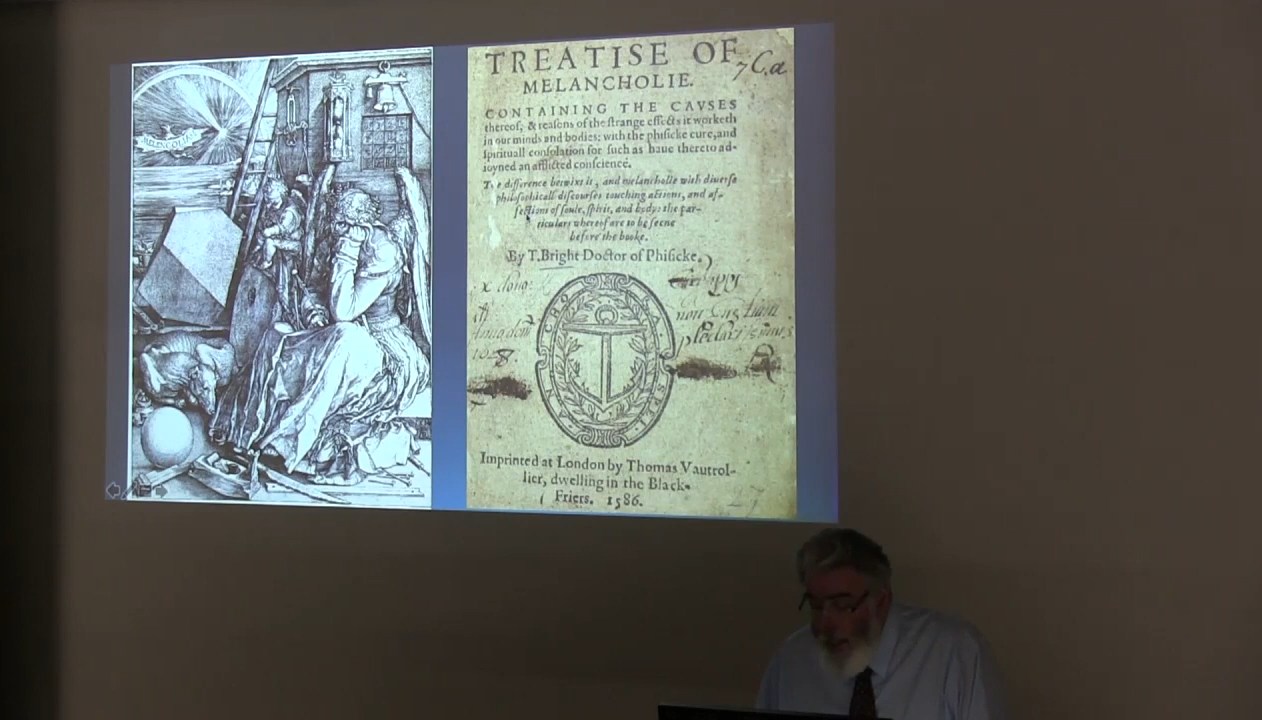 MELENCOLIA
TREATISE OF
MELANCHOLIE.
CONTAINING THE CAVSES
thereof, & reasons of the strange effects it worketh
in our minds and bodies: with the phisicke cure, and
spirituall consolation for such as haue thereto ad-
ioyned an afflicted conscience.
The difference betwixt it, and melancholie with diuerse
philosophicall discourses touching actions, and af-
fections of soule, spirit, and body: the par-
ticulars whereof are to be seene
before the booke.
By T. Bright Doctor of Phisicke.
Imprinted at London by Thomas Vautrol-
lier, dwelling in the Black-
Friers. 1586.
27